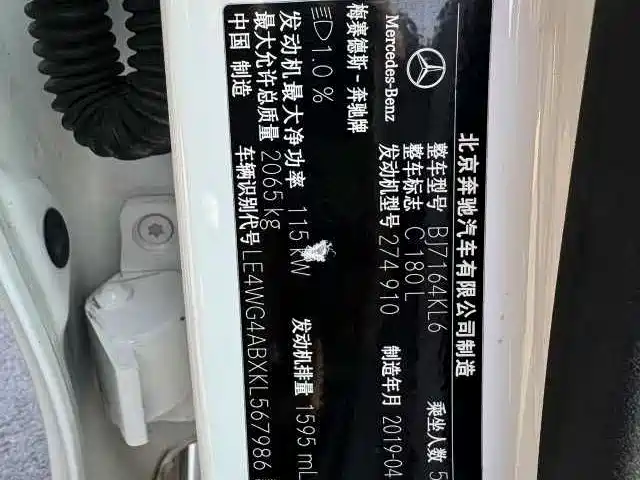 北京奔驰汽车有限公司制造
Mercedes-Benz
梅赛德斯-奔驰牌
整车型号 BJ7164KL6
整车标志 C 180 L
发动机型号 274 910
乘坐人数 5
制造年月 2019-04
1.0 %
发动机最大净功率 115 kW
发动机排量 1595 mL
最大允许总质量 2065 kg
中国 制造
车辆识别代号 LE4WG4ABXKL567986